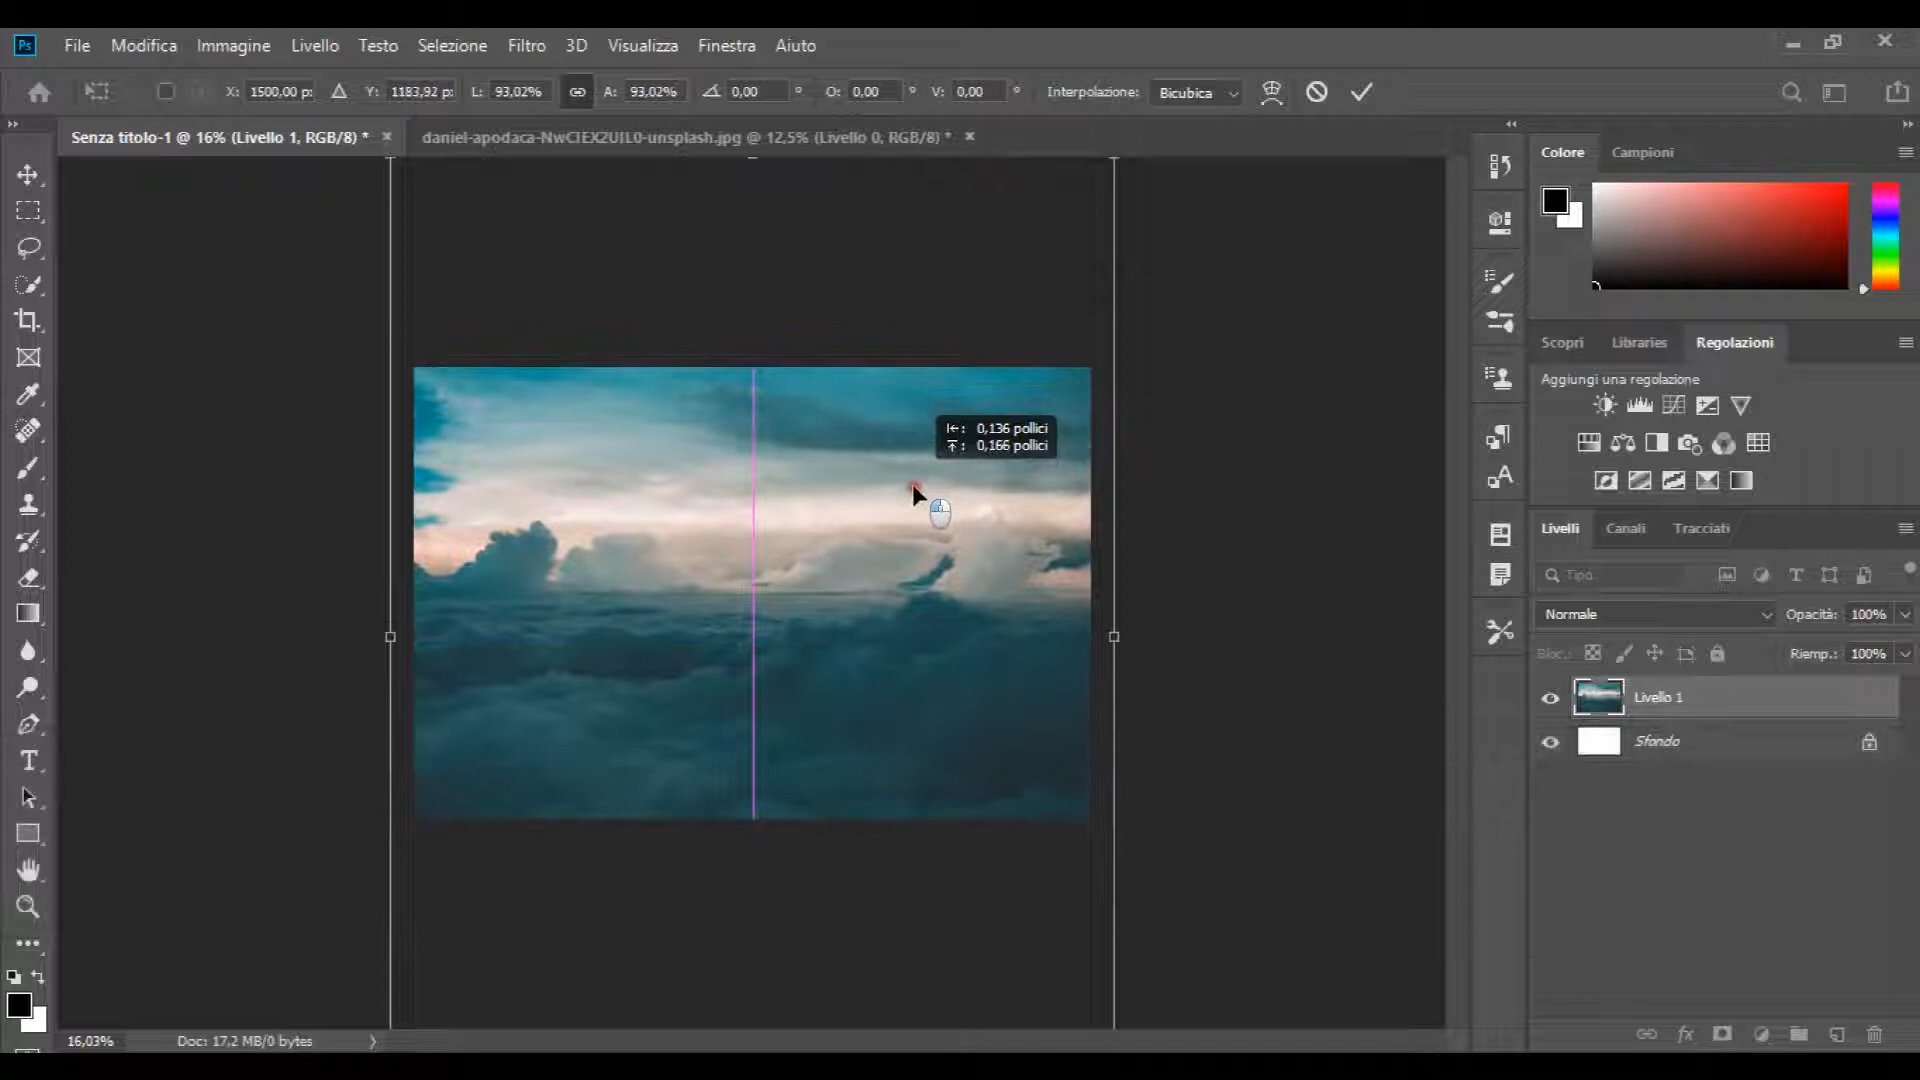 Ps File Modifica Immagine Livello Testo Selezione Filtro 3D Visualizza Finestra Aiuto
X: 1500,00 p: Y: 1183,92 p: L: 93,02% A: 93,02% 0,00 ° O: 0,00 ° V: 0,00 ° Interpolazione: Bicubica
Senza titolo-1 @ 16% (Livello 1, RGB/8) * daniel-apodaca-NwCIEX2UIL0-unsplash.jpg @ 12,5% (Livello 0, RGB/8) *
Colore Campioni
Scopri Libraries Regolazioni
Aggiungi una regolazione
0,136 pollici
0,166 pollici
Livelli Canali Tracciati
Tipo
Normale Opacità: 100%
Bloc.: Riemp.: 100%
Livello 1
Sfondo
16,03% Doc: 17,2 MB/0 bytes